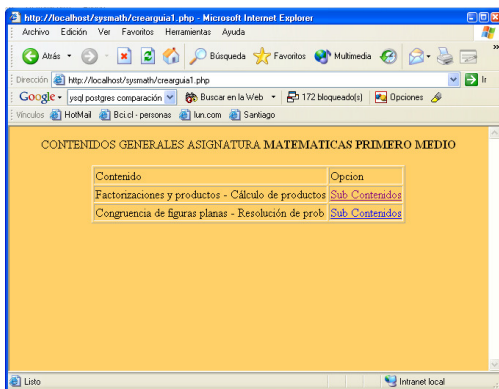 http://localhost/sysmath/crearguia1.php - Microsoft Internet Explorer
Archivo Edición Ver Favoritos Herramientas Ayuda
Atrás Búsqueda Favoritos Multimedia »
Dirección http://localhost/sysmath/crearguia1.php Ir
Google ysql postgres comparación Buscar en la Web 172 bloqueado(s) Opciones
Vínculos HotMail Bci.cl - personas lun.com Santiago
CONTENIDOS GENERALES ASIGNATURA MATEMATICAS PRIMERO MEDIO
Contenido Opcion
Factorizaciones y productos - Cálculo de productos Sub Contenidos
Congruencia de figuras planas - Resolución de prob Sub Contenidos
Listo Intranet local